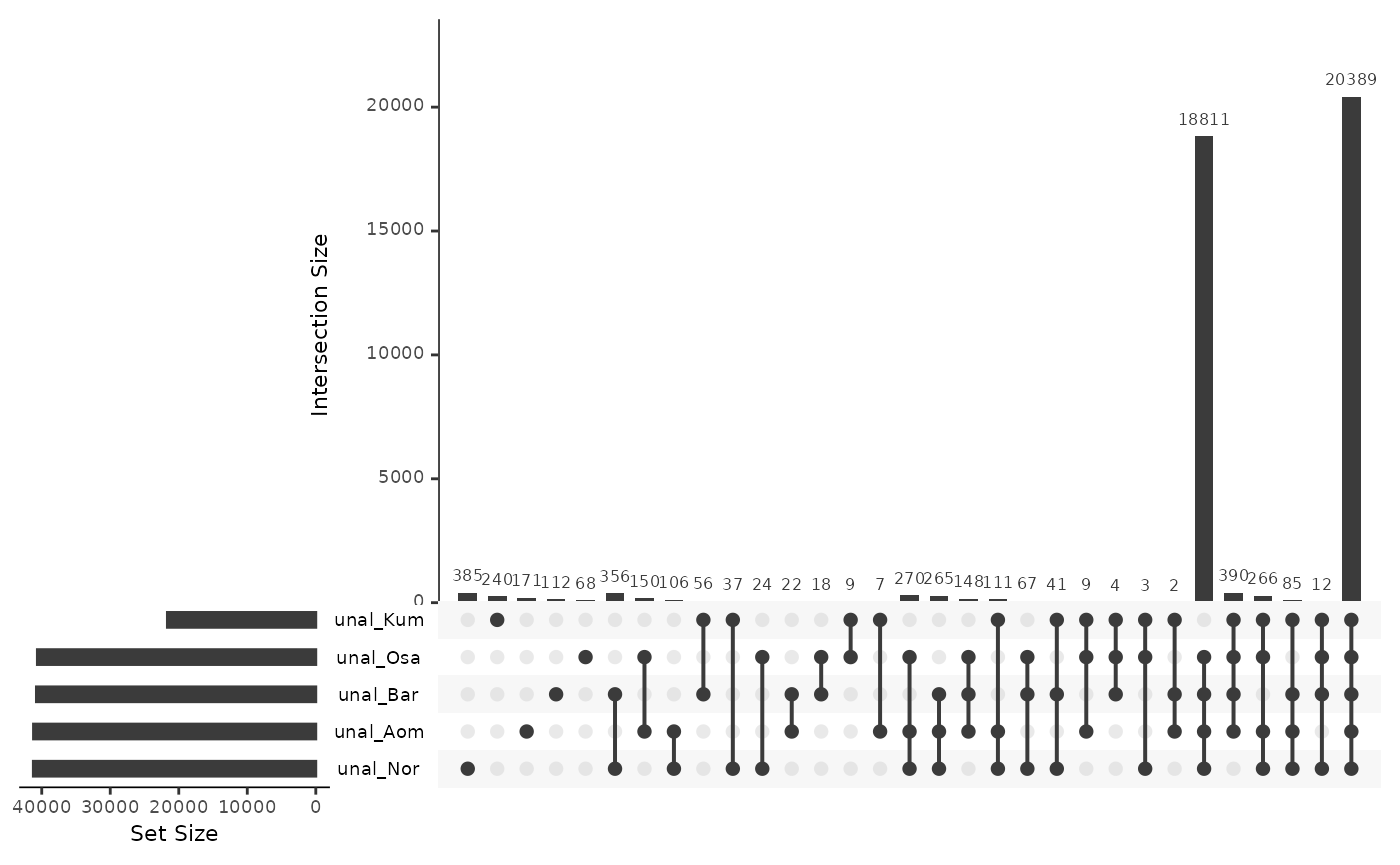 20389
18811
20000
15000
10000
5000
0
Intersection Size
385 240 171 112 68 356 150 106 56 37 24 22 18 9 7 270 265 148 111 67 41 9 4 3 2 390 266 85 12
unal_Kum
unal_Osa
unal_Bar
unal_Aom
unal_Nor
40000 30000 20000 10000 0
Set Size